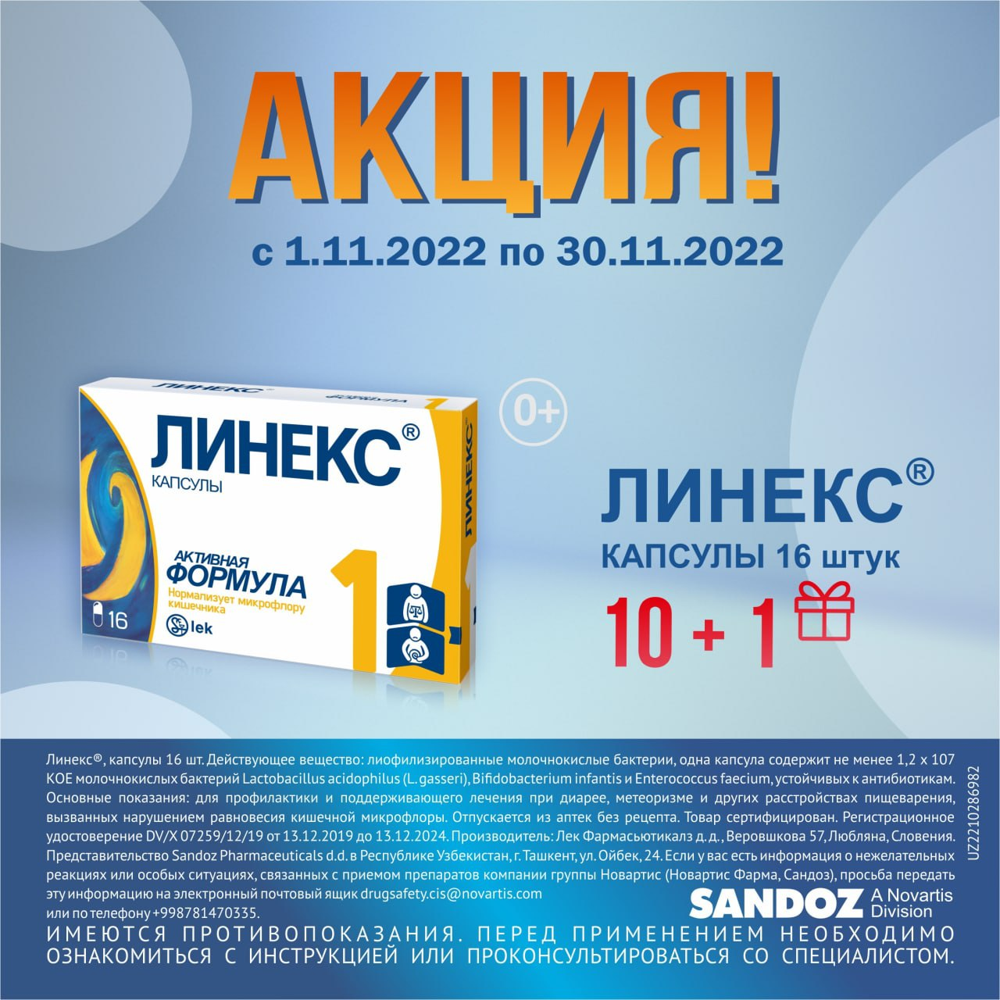 АКЦИЯ!
с 1.11.2022 по 30.11.2022
ЛИНЕКС®
ФОРМУЛА
1
ЛИНЕКС®
КАПСУЛЫ
ЛИНЕКС
АКТИВНАЯ
ФОРМУЛА
Нормализует микрофлору
кишечника
16
lek
1
0+
ЛИНЕКС®
КАПСУЛЫ 16 штук
10 + 1
Линекс®, капсулы 16 шт. Действующее вещество: лиофилизированные молочнокислые бактерии, одна капсула содержит не менее 1,2 х 107
КОЕ молочнокислых бактерий Lactobacillus acidophilus (L. gasseri), Bifidobacterium infantis и Enterococcus faecium, устойчивых к антибиотикам.
Основные показания: для профилактики и поддерживающего лечения при диарее, метеоризме и других расстройствах пищеварения,
вызванных нарушением равновесия кишечной микрофлоры. Отпускается из аптек без рецепта. Товар сертифицирован. Регистрационное
удостоверение DV/X 07259/12/19 от 13.12.2019 до 13.12.2024. Производитель: Лек Фармасьютикалз д. д., Веровшкова 57, Любляна, Словения.
Представительство Sandoz Pharmaceuticals d.d. в Республике Узбекистан, г. Ташкент, ул. Ойбек, 24. Если у вас есть информация о нежелательных
реакциях или особых ситуациях, связанных с приемом препаратов компании группы Новартис (Новартис Фарма, Сандоз), просьба передать
эту информацию на электронный почтовый ящик drugsafety.cis@novartis.com
или по телефону +998781470335.
SANDOZ A Novartis
Division
UZ2210286982
ИМЕЮТСЯ ПРОТИВОПОКАЗАНИЯ. ПЕРЕД ПРИМЕНЕНИЕМ НЕОБХОДИМО
ОЗНАКОМИТЬСЯ С ИНСТРУКЦИЕЙ ИЛИ ПРОКОНСУЛЬТИРОВАТЬСЯ СО СПЕЦИАЛИСТОМ.